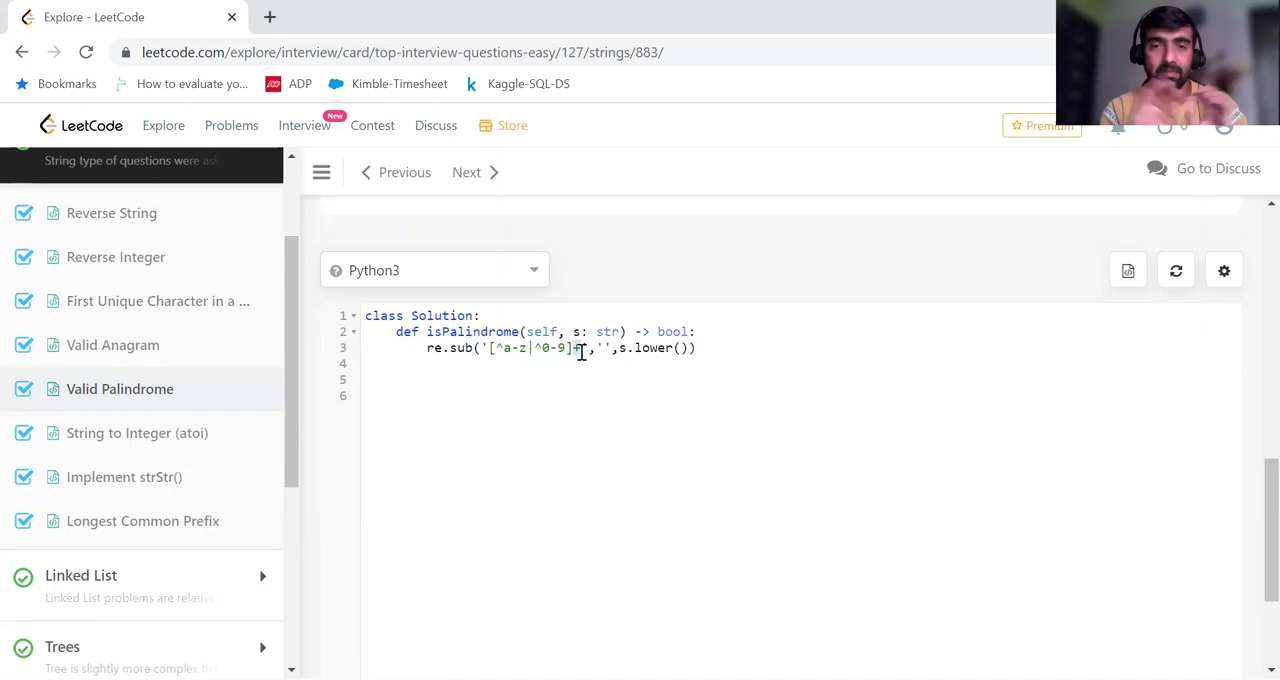 Explore - LeetCode
leetcode.com/explore/interview/card/top-interview-questions-easy/127/strings/883/
Bookmarks How to evaluate yo... ADP Kimble-Timesheet Kaggle-SQL-DS
LeetCode Explore Problems Interview New Contest Discuss Store Premium 0
String type of questions were ask
Previous Next Go to Discuss
Reverse String
Reverse Integer
First Unique Character in a ...
Valid Anagram
Valid Palindrome
String to Integer (atoi)
Implement strStr()
Longest Common Prefix
Linked List
Linked List problems are relative
Trees
Tree is slightly more complex tha
Python3
1 class Solution:
2 def isPalindrome(self, s: str) -> bool:
3 re.sub('[^a-z|^0-9]+','',s.lower())
4
5
6